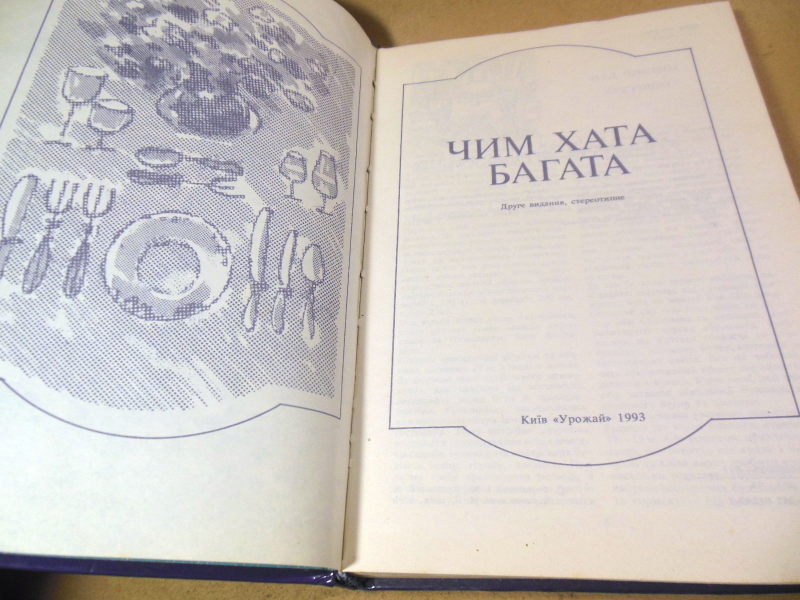 ЧИМ ХАТА
БАГАТА
Друге видання, стереотипне
Київ «Урожай» 1993